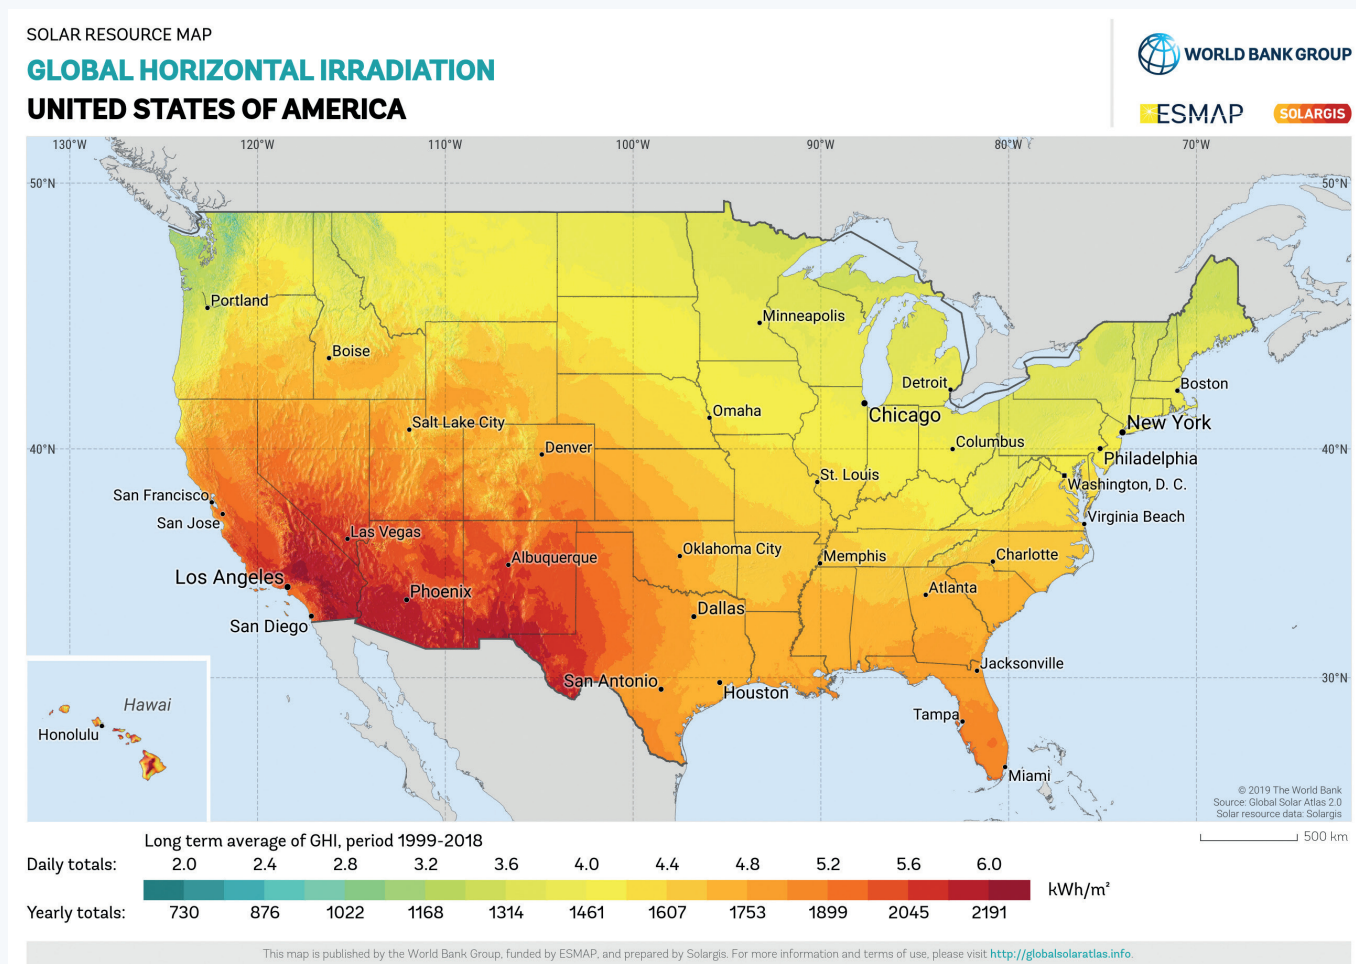 SOLAR RESOURCE MAP
GLOBAL HORIZONTAL IRRADIATION
UNITED STATES OF AMERICA
WORLD BANK GROUP
ESMAP
SOLARGIS
130°W 120°W 110°W 100°W 90°W 80°W 70°W
50°N 50°N
Portland
Minneapolis
Boise
Detroit
Boston
Chicago
Omaha
Salt Lake City
New York
Columbus
Denver
40°N 40°N
Philadelphia
St. Louis
Washington, D. C.
San Francisco
Virginia Beach
San Jose
Las Vegas
Oklahoma City
Memphis
Charlotte
Albuquerque
Los Angeles
Phoenix
Atlanta
Dallas
San Diego
Jacksonville
30°N
San Antonio
Houston
Hawai
Tampa
Honolulu
Miami
© 2019 The World Bank
Source: Global Solar Atlas 2.0
Solar resource data: Solargis
500 km
Long term average of GHI, period 1999-2018
Daily totals: 2.0 2.4 2.8 3.2 3.6 4.0 4.4 4.8 5.2 5.6 6.0
kWh/m²
Yearly totals: 730 876 1022 1168 1314 1461 1607 1753 1899 2045 2191
This map is published by the World Bank Group, funded by ESMAP, and prepared by Solargis. For more information and terms of use, please visit http://globalsolaratlas.info.